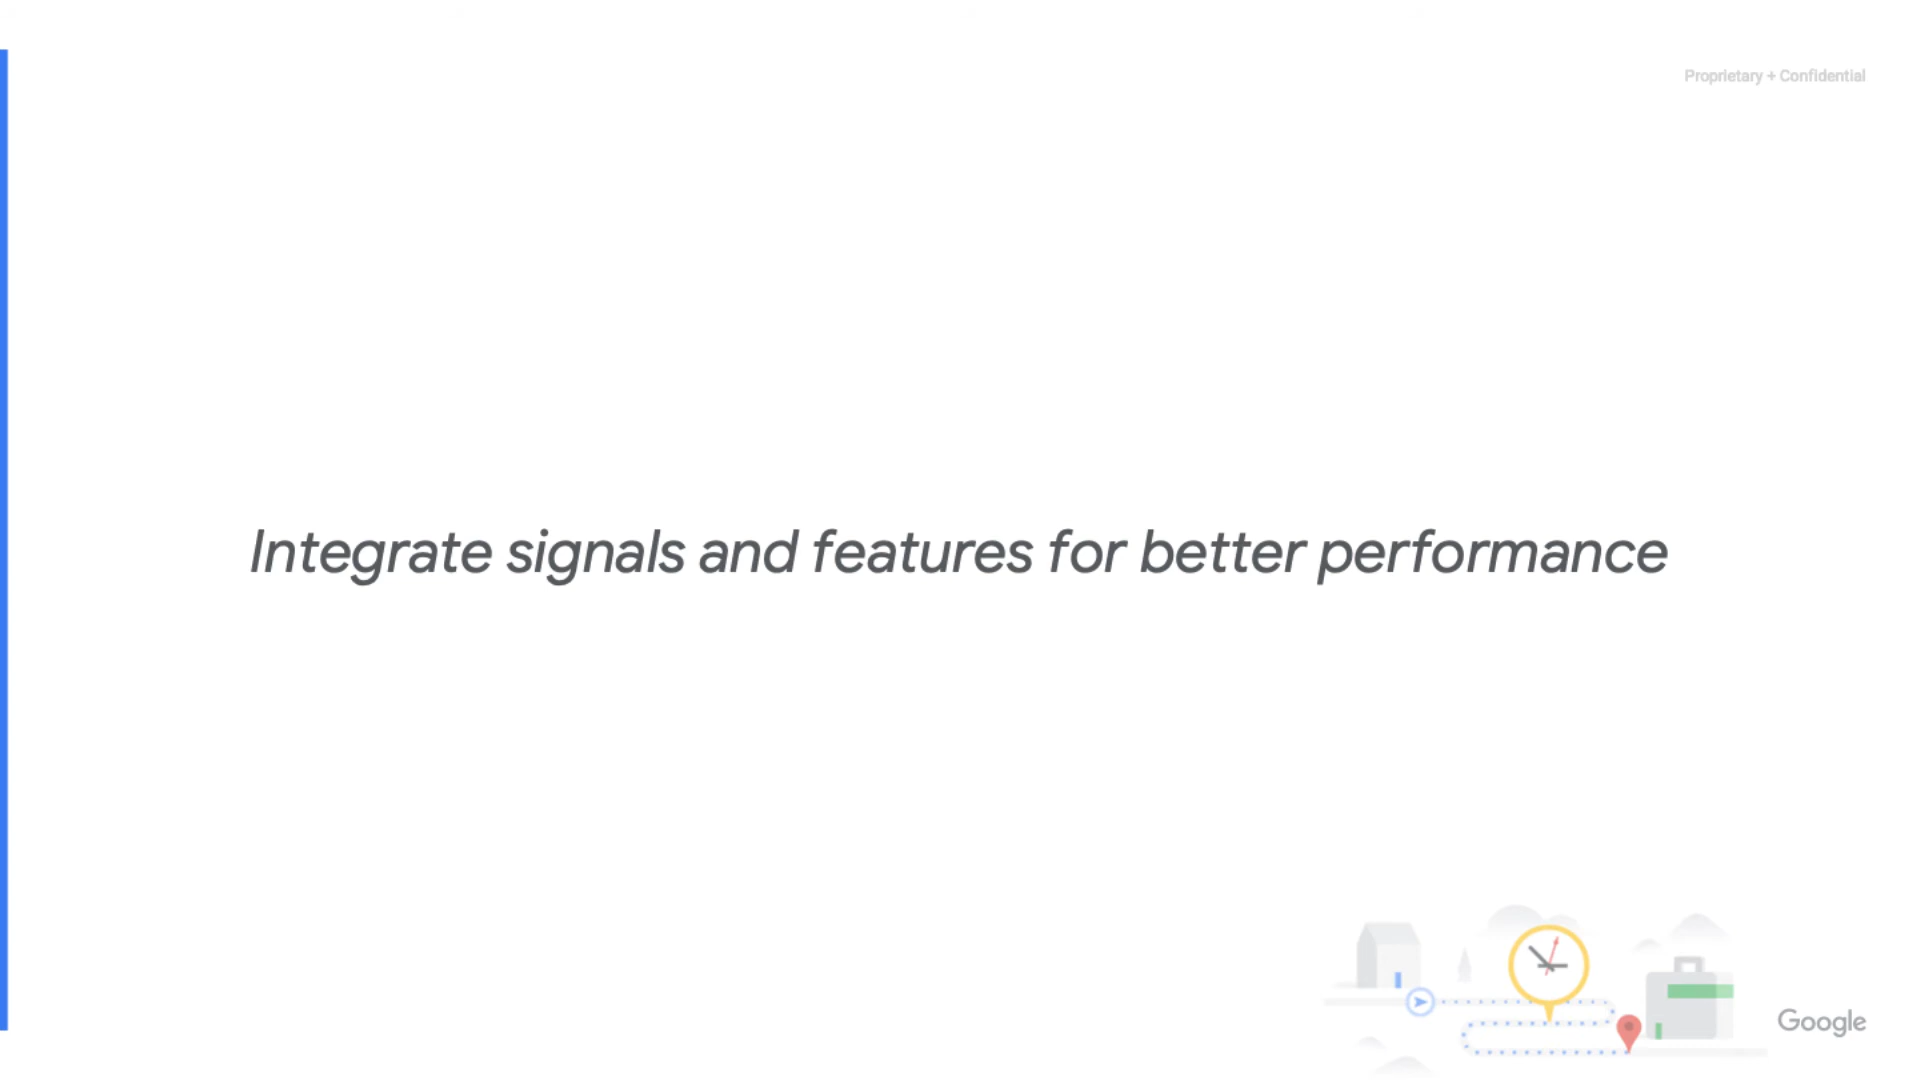 Proprietary + Confidential
Integrate signals and features for better performance
Google